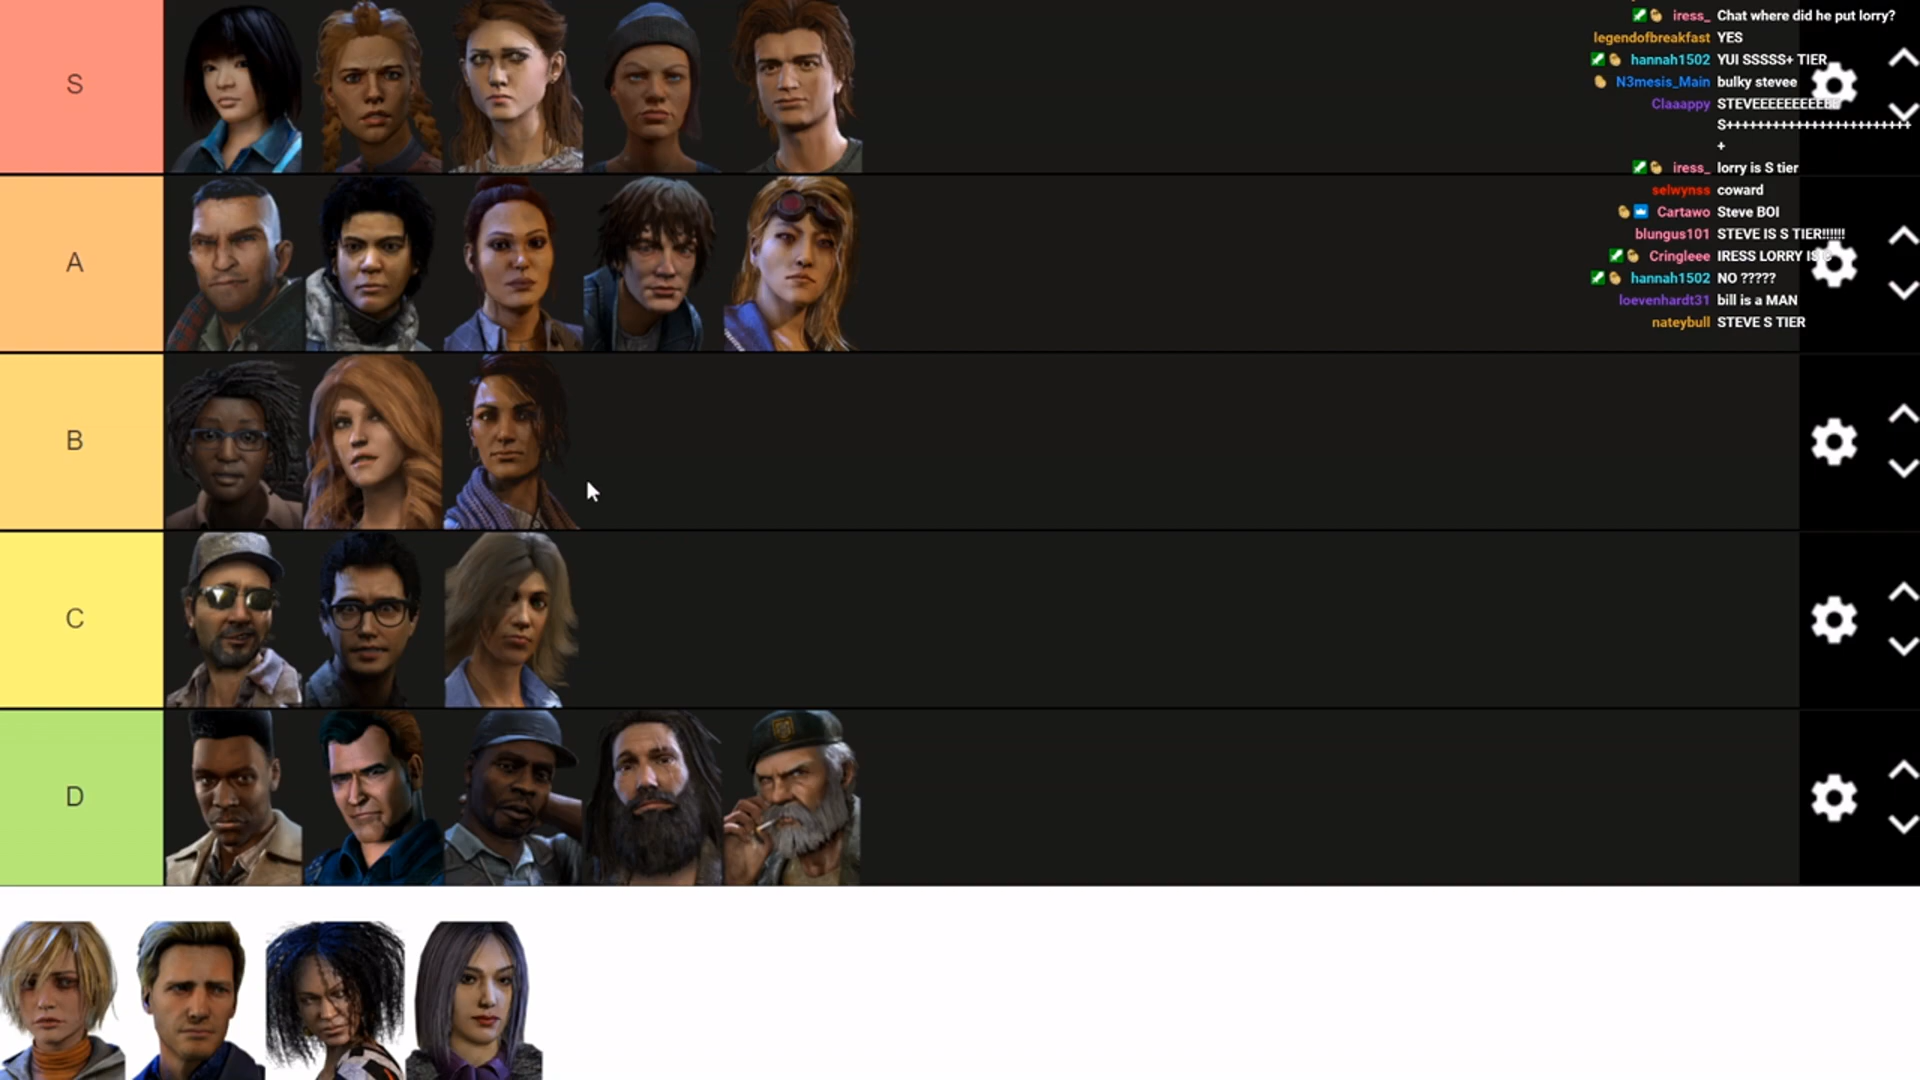 S
A
B
C
D
iress_ Chat where did he put lorry?
legendofbreakfast YES
hannah1502 YUI SSSSS+ TIER
N3mesis_Main bulky stevee
Claaappy STEVEEEEEEEEEE
S++++++++++++++++++++++++
+
iress_ lorry is S tier
selwynss coward
Cartawo Steve BOI
blungus101 STEVE IS S TIER!!!!!!
Cringleee IRESS LORRY IS
hannah1502 NO ?????
loevenhardt31 bill is a MAN
nateybull STEVE S TIER